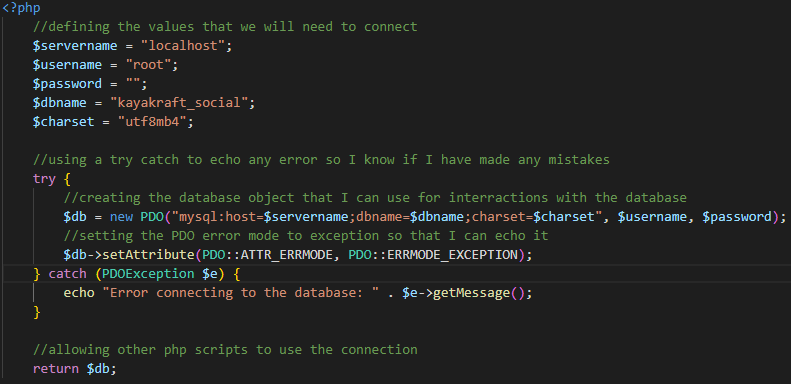 <?php
//defining the values that we will need to connect
$servername = "localhost";
$username = "root";
$password = "";
$dbname = "kayakraft_social";
$charset = "utf8mb4";
//using a try catch to echo any error so I know if I have made any mistakes
try {
//creating the database object that I can use for interractions with the database
$db = new PDO("mysql:host=$servername;dbname=$dbname;charset=$charset", $username, $password);
//setting the PDO error mode to exception so that I can echo it
$db->setAttribute(PDO::ATTR_ERRMODE, PDO::ERRMODE_EXCEPTION);
} catch (PDOException $e) {
echo "Error connecting to the database: " . $e->getMessage();
}
//allowing other php scripts to use the connection
return $db;